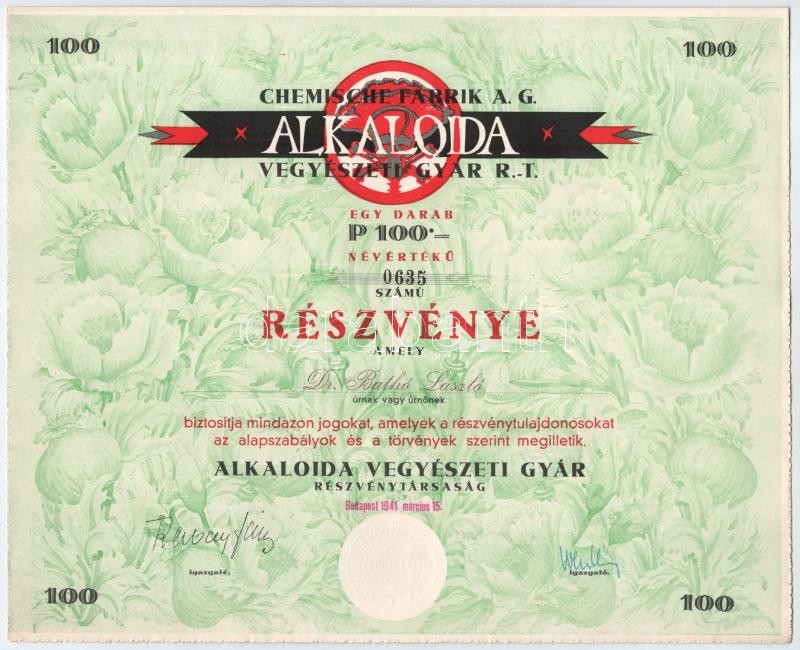 100 100
CHEMISCHE FABRIK A. G.
ALKALOIDA
VEGYÉSZETI GYÁR R.-T.
EGY DARAB
P 100·—
NÉVÉRTÉKŰ
0635
SZÁMÚ
RÉSZVÉNYE
darabanth
AMELY
Dr. Bathó László
úrnak vagy úrnőnek
biztosítja mindazon jogokat, amelyek a részvénytulajdonosokat
az alapszabályok és a törvények szerint megilletik.
ALKALOIDA VEGYÉSZETI GYÁR
RÉSZVÉNYTÁRSASÁG
Budapest 1941 március 15.
igazgató, igazgató.
100 100